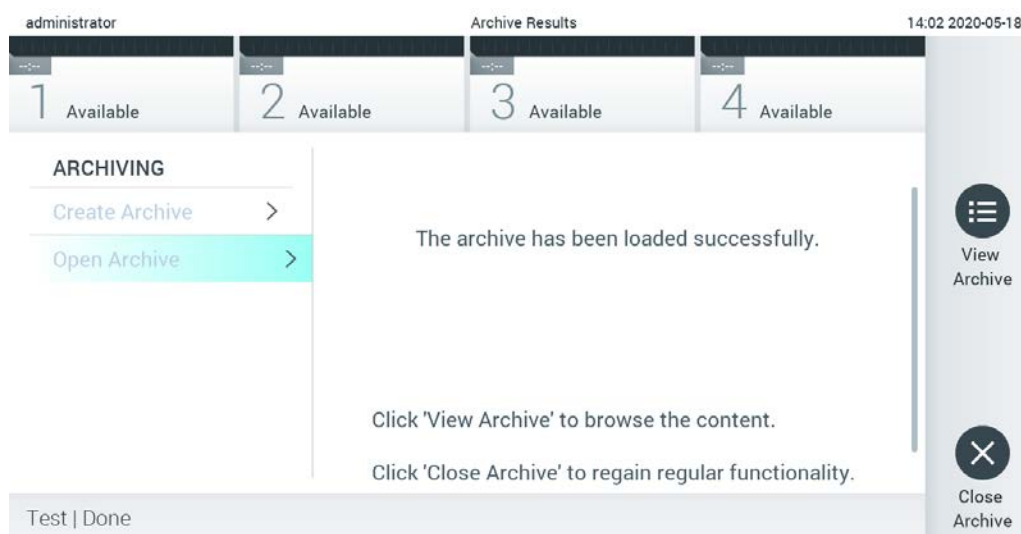 administrator Archive Results 14:02 2020-05-18
--:-- --:-- --:-- --:--
1 Available 2 Available 3 Available 4 Available
ARCHIVING
Create Archive
Open Archive
The archive has been loaded successfully.
Click 'View Archive' to browse the content.
Click 'Close Archive' to regain regular functionality.
View
Archive
Close
Archive
Test | Done